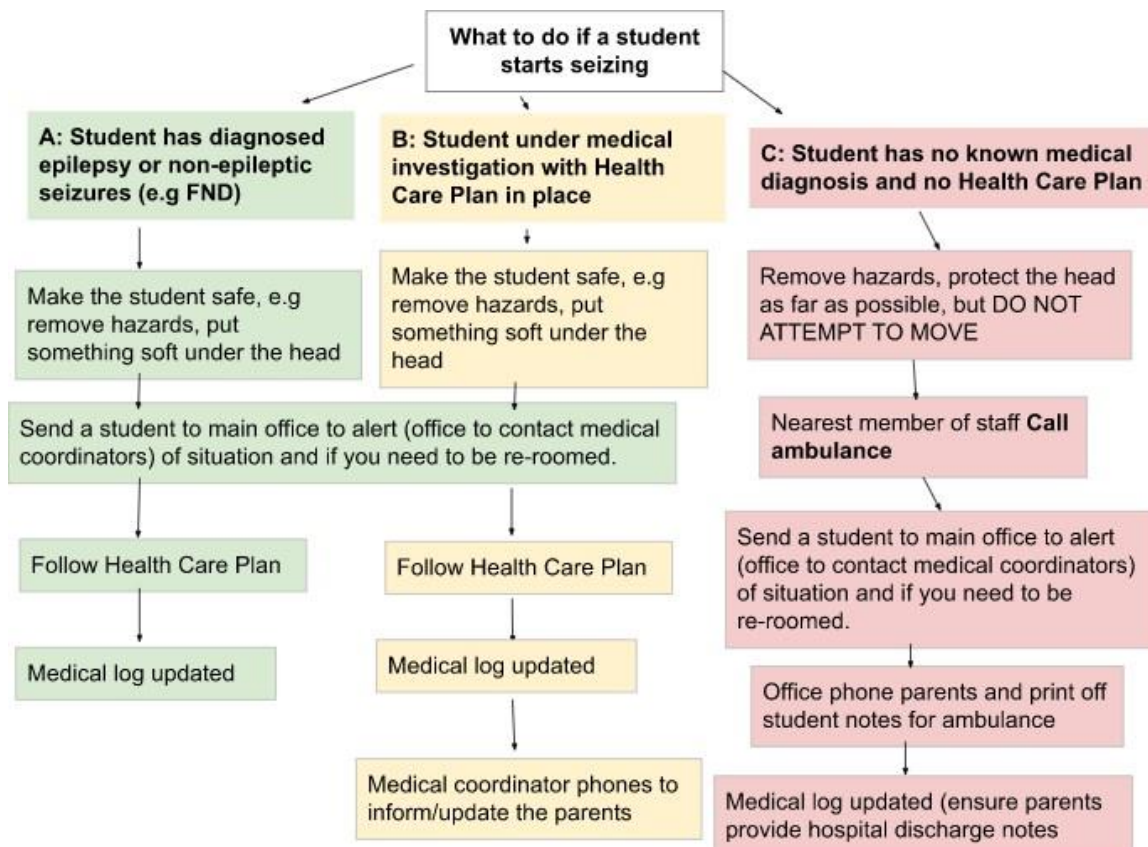 What to do if a student
starts seizing
A: Student has diagnosed
epilepsy or non-epileptic
seizures (e.g FND)
Make the student safe, e.g
remove hazards, put
something soft under the head
B: Student under medical
investigation with Health
Care Plan in place
Make the student safe, e.g
remove hazards, put
something soft under the
head
Send a student to main office to alert (office to contact medical
coordinators) of situation and if you need to be re-roomed.
Follow Health Care Plan
Medical log updated
Follow Health Care Plan
Medical log updated
Medical coordinator phones to
inform/update the parents
C: Student has no known medical
diagnosis and no Health Care Plan
Remove hazards, protect the head
as far as possible, but DO NOT
ATTEMPT TO MOVE
Nearest member of staff Call
ambulance
Send a student to main office to alert
(office to contact medical coordinators)
of situation and if you need to be
re-roomed.
Office phone parents and print off
student notes for ambulance
Medical log updated (ensure parents
provide hospital discharge notes